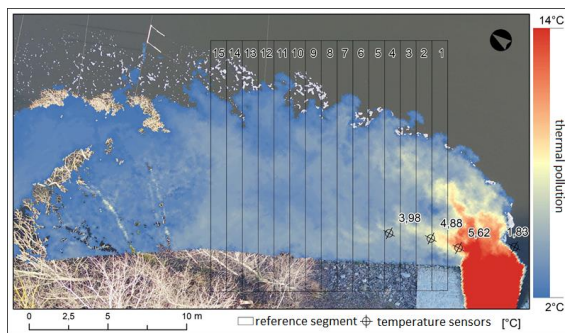 14°C
15 14 13 12 11 10 9 8 7 6 5 4 3 2 1
thermal pollution
3,98
4,88
5,62
1,83
2°C
0 2,5 5 10 m
reference segment temperature sensors [°C]